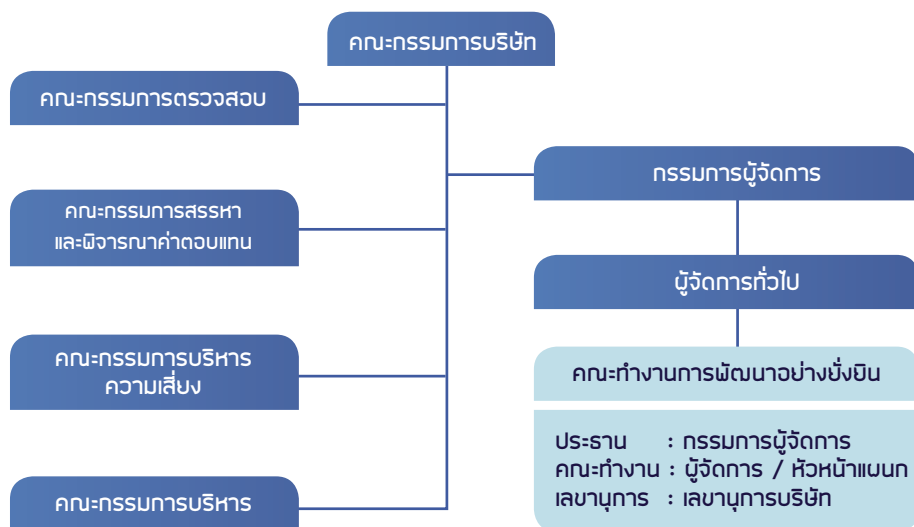 คณะกรรมการบริษัท
คณะกรรมการตรวจสอบ
กรรมการผู้จัดการ
คณะกรรมการสรรหา
และพิจารณาค่าตอบแทน
ผู้จัดการทั่วไป
คณะกรรมการบริหาร
ความเสี่ยง
คณะทำงานการพัฒนาอย่างยั่งยืน
ประธาน : กรรมการผู้จัดการ
คณะทำงาน : ผู้จัดการ / หัวหน้าแผนก
เลขานุการ : เลขานุการบริษัท
คณะกรรมการบริหาร